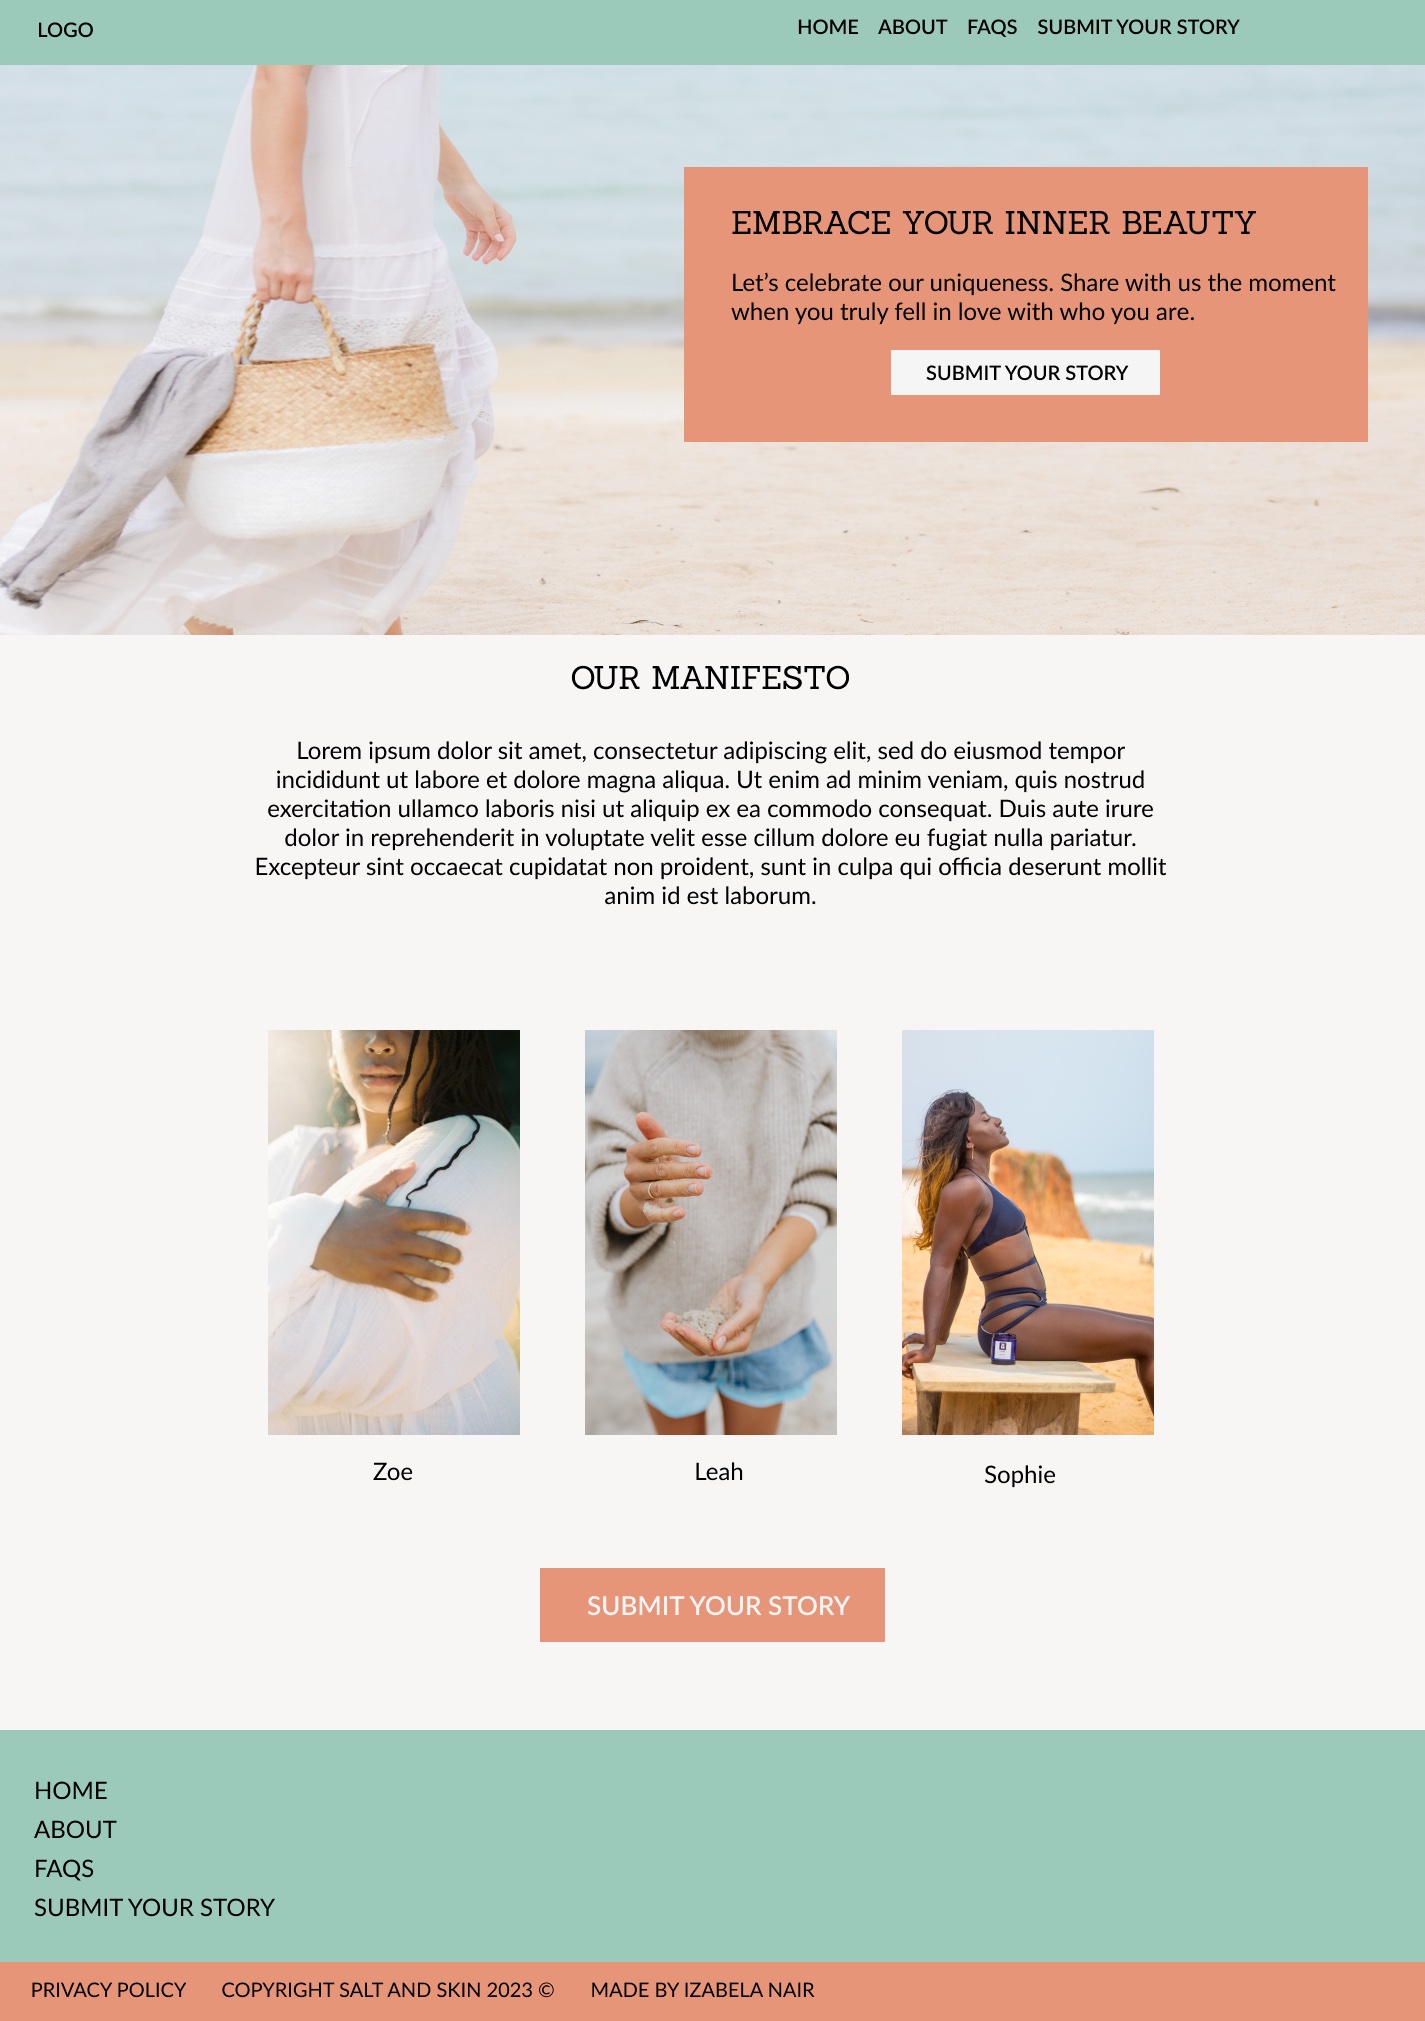 LOGO
HOME ABOUT FAQS SUBMIT YOUR STORY
EMBRACE YOUR INNER BEAUTY
Let’s celebrate our uniqueness. Share with us the moment
when you truly fell in love with who you are.
SUBMIT YOUR STORY
OUR MANIFESTO
Lorem ipsum dolor sit amet, consectetur adipiscing elit, sed do eiusmod tempor
incididunt ut labore et dolore magna aliqua. Ut enim ad minim veniam, quis nostrud
exercitation ullamco laboris nisi ut aliquip ex ea commodo consequat. Duis aute irure
dolor in reprehenderit in voluptate velit esse cillum dolore eu fugiat nulla pariatur.
Excepteur sint occaecat cupidatat non proident, sunt in culpa qui officia deserunt mollit
anim id est laborum.
Zoe
Leah
Sophie
SUBMIT YOUR STORY
HOME
ABOUT
FAQS
SUBMIT YOUR STORY
PRIVACY POLICY COPYRIGHT SALT AND SKIN 2023 © MADE BY IZABELA NAIR